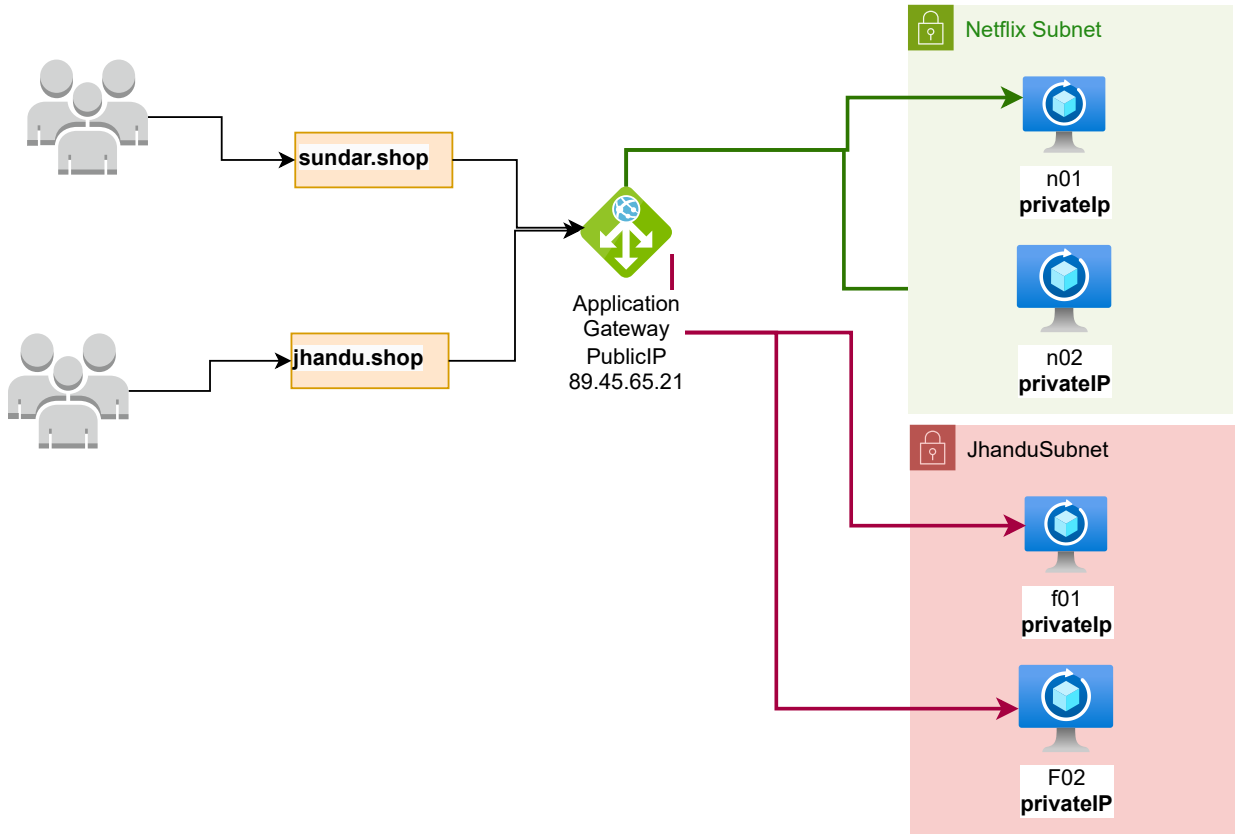 Netflix Subnet
sundar.shop
n01
privateIp
Application
Gateway
PublicIP
89.45.65.21
jhandu.shop
n02
privateIP
JhanduSubnet
f01
privateIp
F02
privateIP